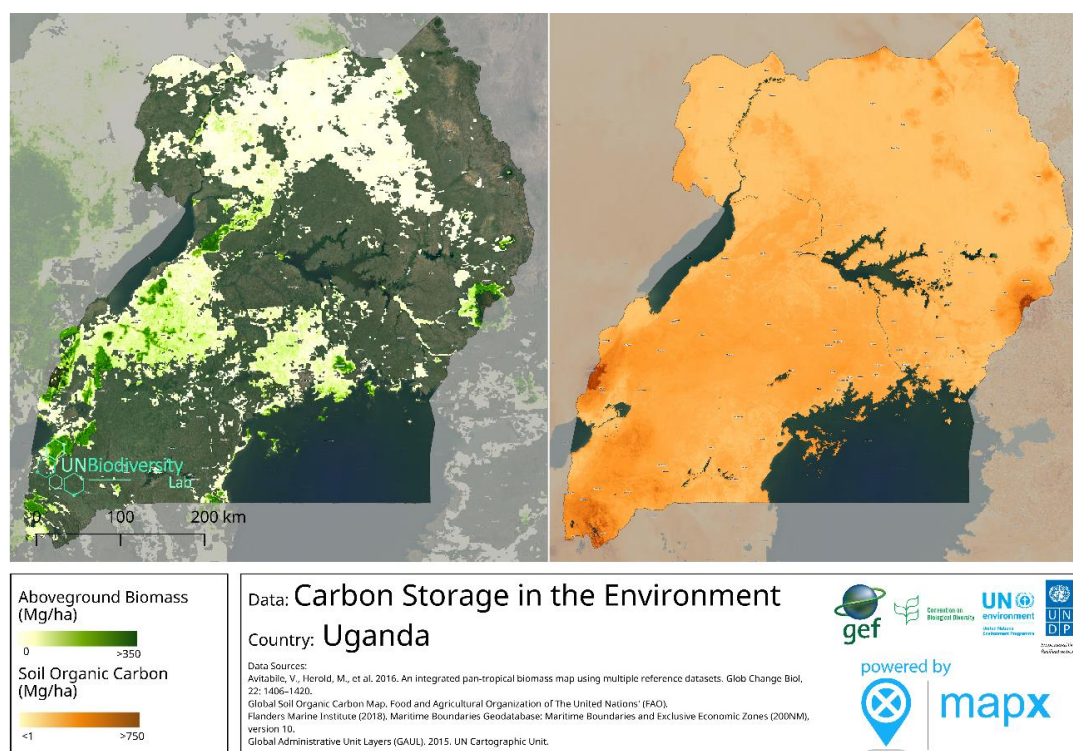 UNBiodiversity
Lab
0 100 200 km
Aboveground Biomass
(Mg/ha)
0 >350
Soil Organic Carbon
(Mg/ha)
<1 >750
Data: Carbon Storage in the Environment
Country: Uganda
Data Sources:
Avitabile, V., Herold, M., et al. 2016. An integrated pan-tropical biomass map using multiple reference datasets. Glob Change Biol,
22: 1406–1420.
Global Soil Organic Carbon Map. Food and Agricultural Organization of The United Nations' (FAO).
Flanders Marine Institute (2018). Maritime Boundaries Geodatabase: Maritime Boundaries and Exclusive Economic Zones (200NM),
version 10.
Global Administrative Unit Layers (GAUL). 2015. UN Cartographic Unit.
gef
Convention on
Biological Diversity
UN
environment
United Nations
Environment Programme
U N
D P
powered by
mapx